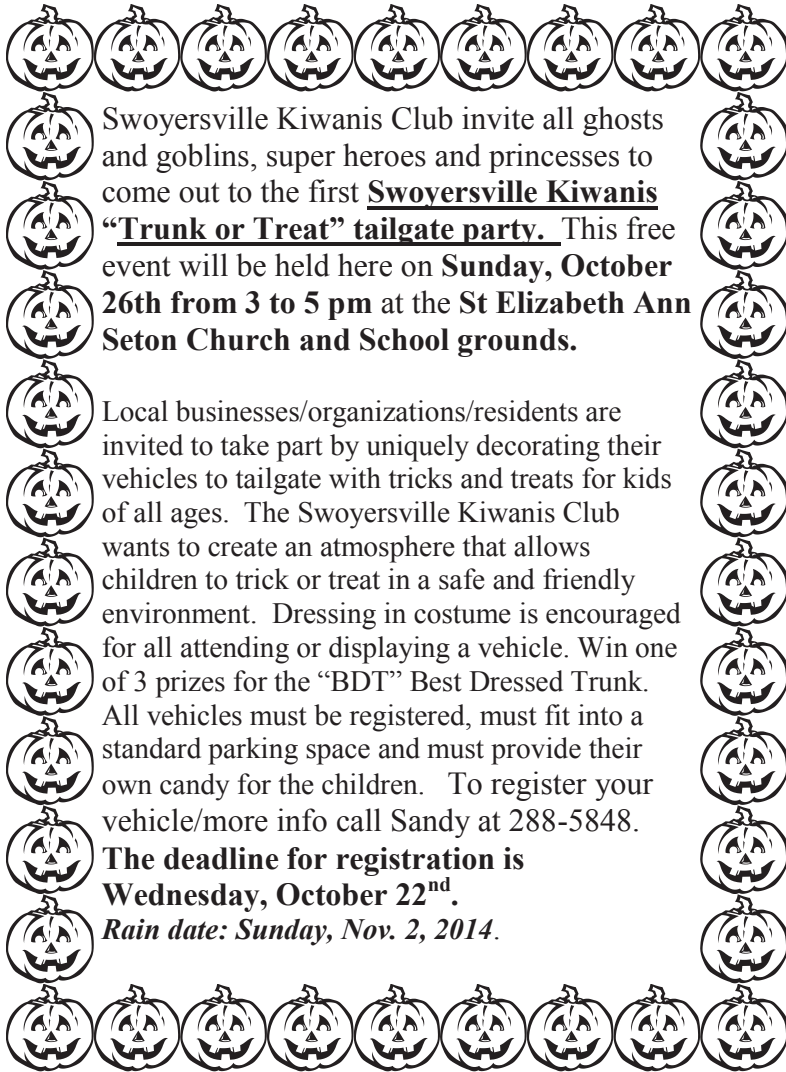 Swoyersville Kiwanis Club invite all ghosts
and goblins, super heroes and princesses to
come out to the first Swoyersville Kiwanis
“Trunk or Treat” tailgate party. This free
event will be held here on Sunday, October
26th from 3 to 5 pm at the St Elizabeth Ann
Seton Church and School grounds.
Local businesses/organizations/residents are
invited to take part by uniquely decorating their
vehicles to tailgate with tricks and treats for kids
of all ages. The Swoyersville Kiwanis Club
wants to create an atmosphere that allows
children to trick or treat in a safe and friendly
environment. Dressing in costume is encouraged
for all attending or displaying a vehicle. Win one
of 3 prizes for the “BDT” Best Dressed Trunk.
All vehicles must be registered, must fit into a
standard parking space and must provide their
own candy for the children. To register your
vehicle/more info call Sandy at 288-5848.
The deadline for registration is
Wednesday, October 22nd.
Rain date: Sunday, Nov. 2, 2014.